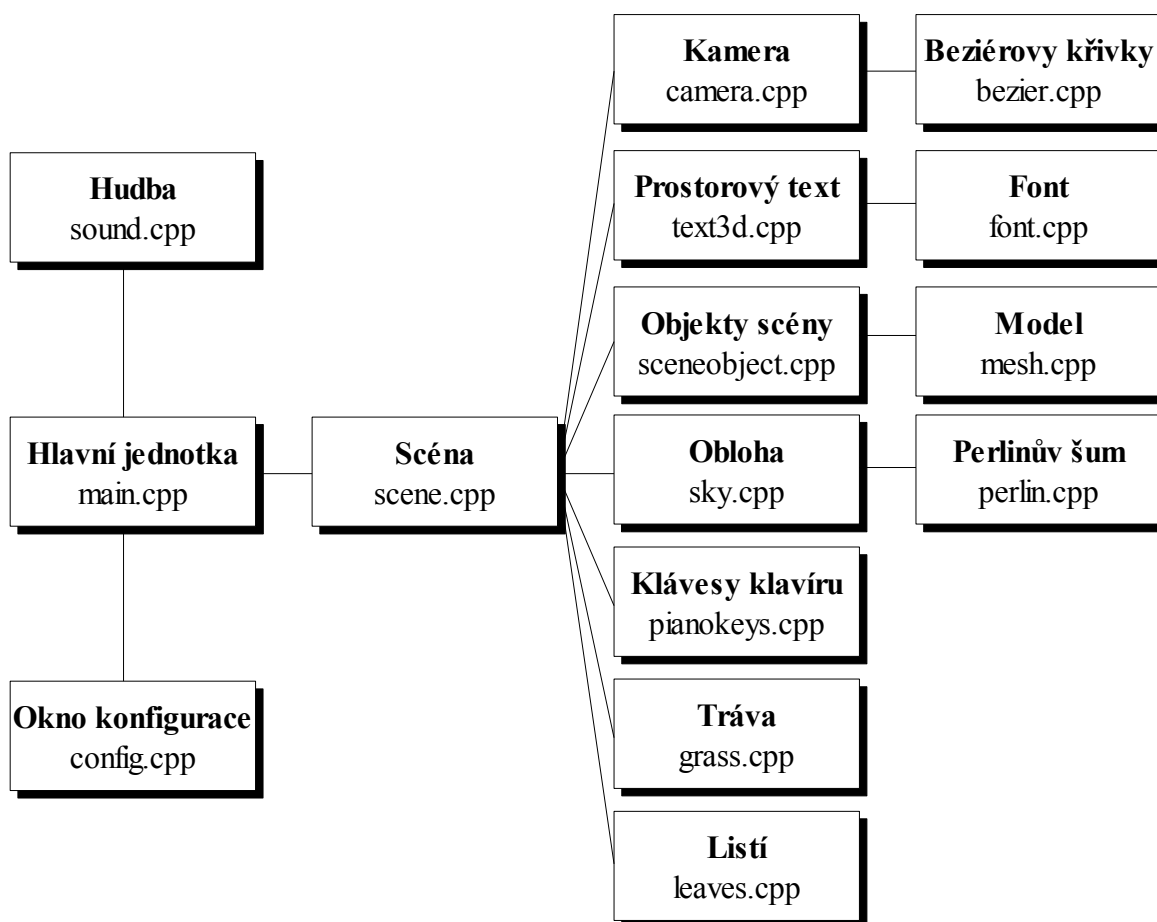 Kamera
camera.cpp
Beziérovy křivky
bezier.cpp
Hudba
sound.cpp
Prostorový text
text3d.cpp
Font
font.cpp
Objekty scény
sceneobject.cpp
Model
mesh.cpp
Hlavní jednotka
main.cpp
Scéna
scene.cpp
Obloha
sky.cpp
Perlinův šum
perlin.cpp
Klávesy klavíru
pianokeys.cpp
Okno konfigurace
config.cpp
Tráva
grass.cpp
Listí
leaves.cpp